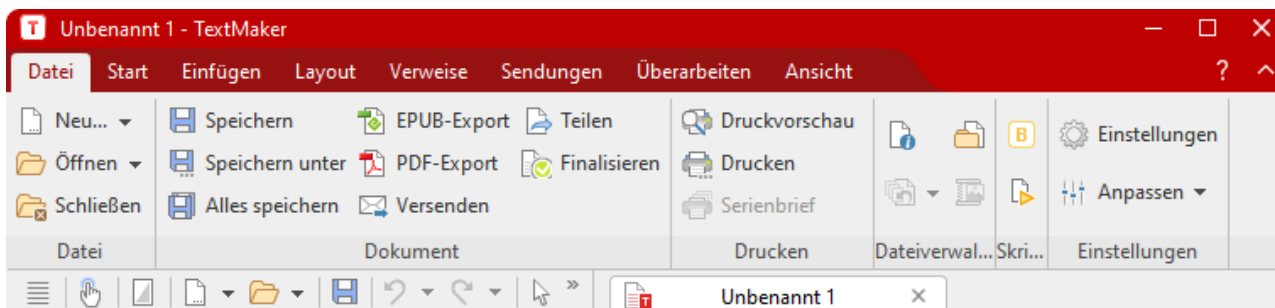 T Unbenannt 1 - TextMaker
Datei Start Einfügen Layout Verweise Sendungen Überarbeiten Ansicht ?
Neu... Speichern EPUB-Export Teilen Druckvorschau B Einstellungen
Öffnen Speichern unter PDF-Export Finalisieren Drucken
Schließen Alles speichern Versenden Serienbrief Anpassen
Datei Dokument Drucken Dateiverwal... Skri... Einstellungen
» T Unbenannt 1